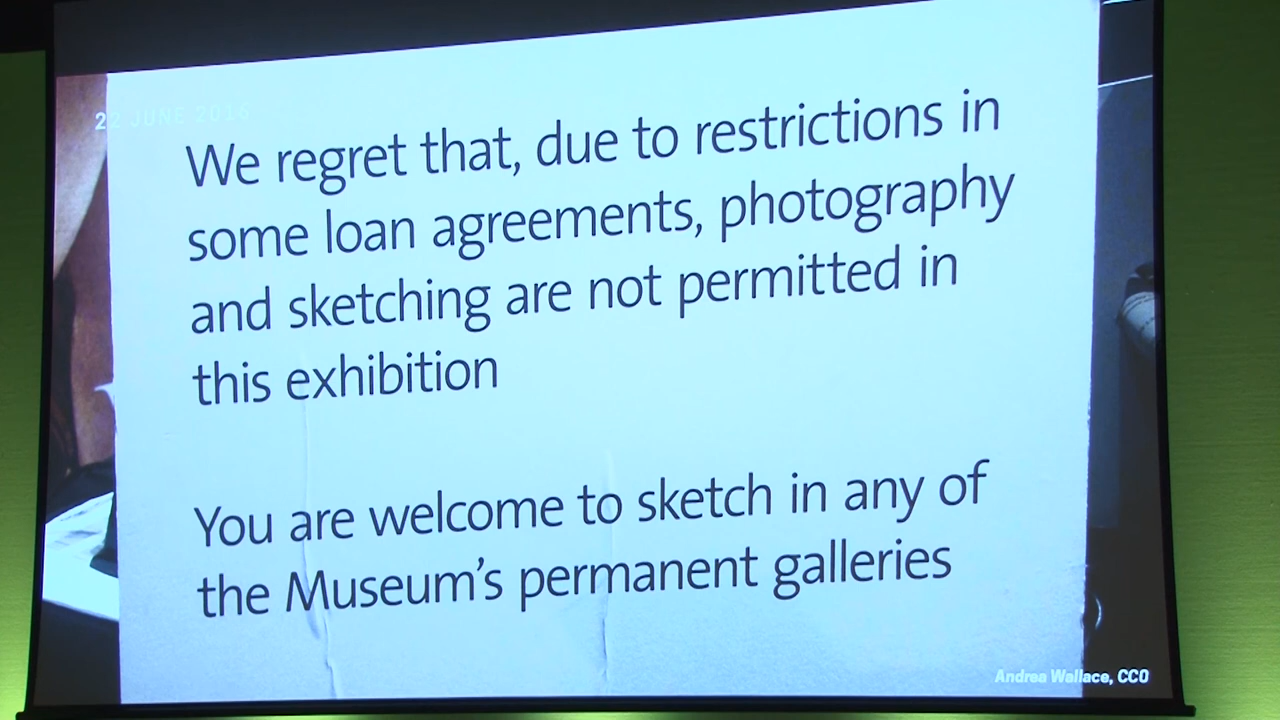 22 JUNE 2016
We regret that, due to restrictions in
some loan agreements, photography
and sketching are not permitted in
this exhibition
You are welcome to sketch in any of
the Museum's permanent galleries
Andrea Wallace, CC0